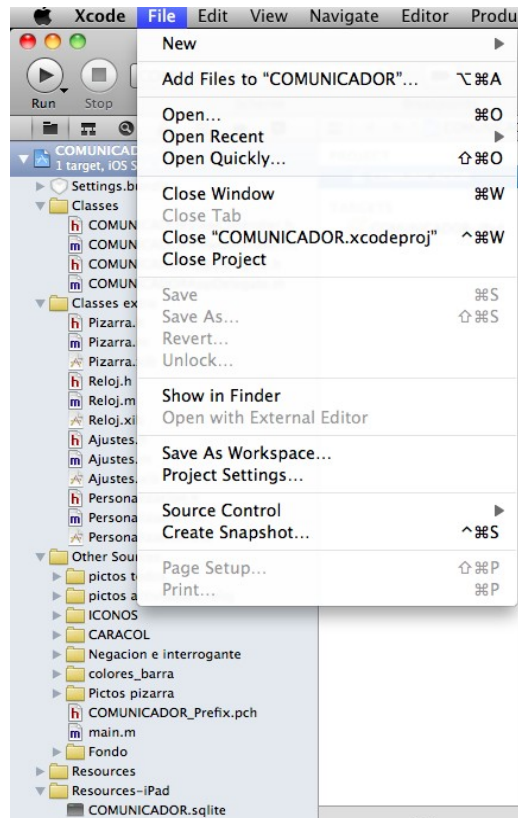 Xcode File Edit View Navigate Editor Produ
New
Add Files to "COMUNICADOR"... ⌥⌘A
Open... ⌘O
Open Recent
Open Quickly... ⇧⌘O
Close Window ⌘W
Close Tab
Close "COMUNICADOR.xcodeproj" ^⌘W
Close Project
Save ⌘S
Save As... ⇧⌘S
Revert...
Unlock...
Show in Finder
Open with External Editor
Save As Workspace...
Project Settings...
Source Control
Create Snapshot... ^⌘S
Page Setup... ⇧⌘P
Print... ⌘P
Run Stop
COMUNICAD
1 target, iOS S
Settings.bu
Classes
h COMUN
m COMUN
h COMUN
m COMUN
Classes ex
h Pizarra.
m Pizarra.
Pizarra.
h Reloj.h
m Reloj.m
Reloj.xi
h Ajustes.
m Ajustes.
Ajustes.
h Persona
m Persona
Persona
Other Sou
pictos t
pictos a
ICONOS
CARACOL
Negacion e interrogante
colores_barra
Pictos pizarra
h COMUNICADOR_Prefix.pch
m main.m
Fondo
Resources
Resources-iPad
COMUNICADOR.sqlite